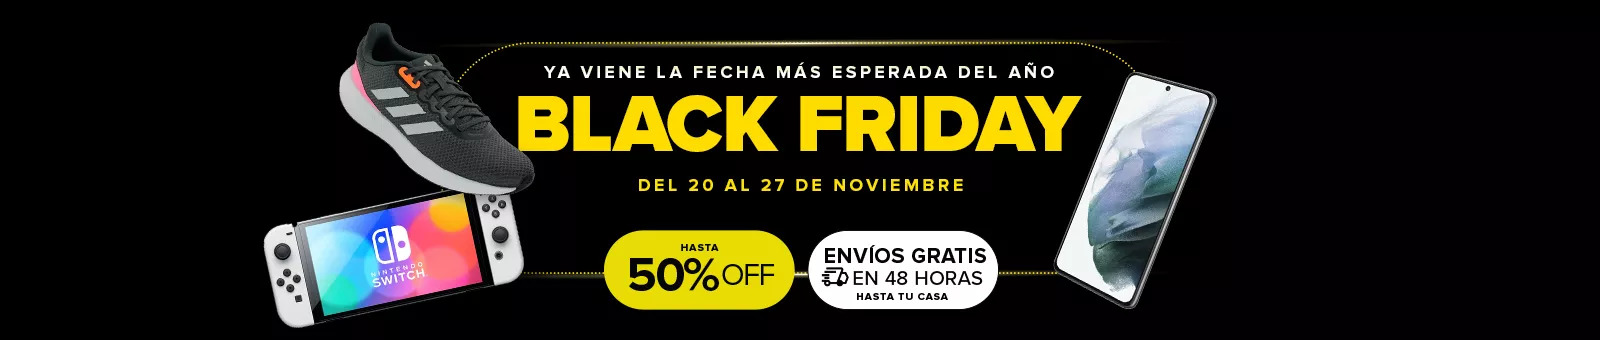 YA VIENE LA FECHA MÁS ESPERADA DEL AÑO
BLACK FRIDAY
DEL 20 AL 27 DE NOVIEMBRE
NINTENDO
SWITCH
HASTA
50% OFF
ENVÍOS GRATIS
EN 48 HORAS
HASTA TU CASA